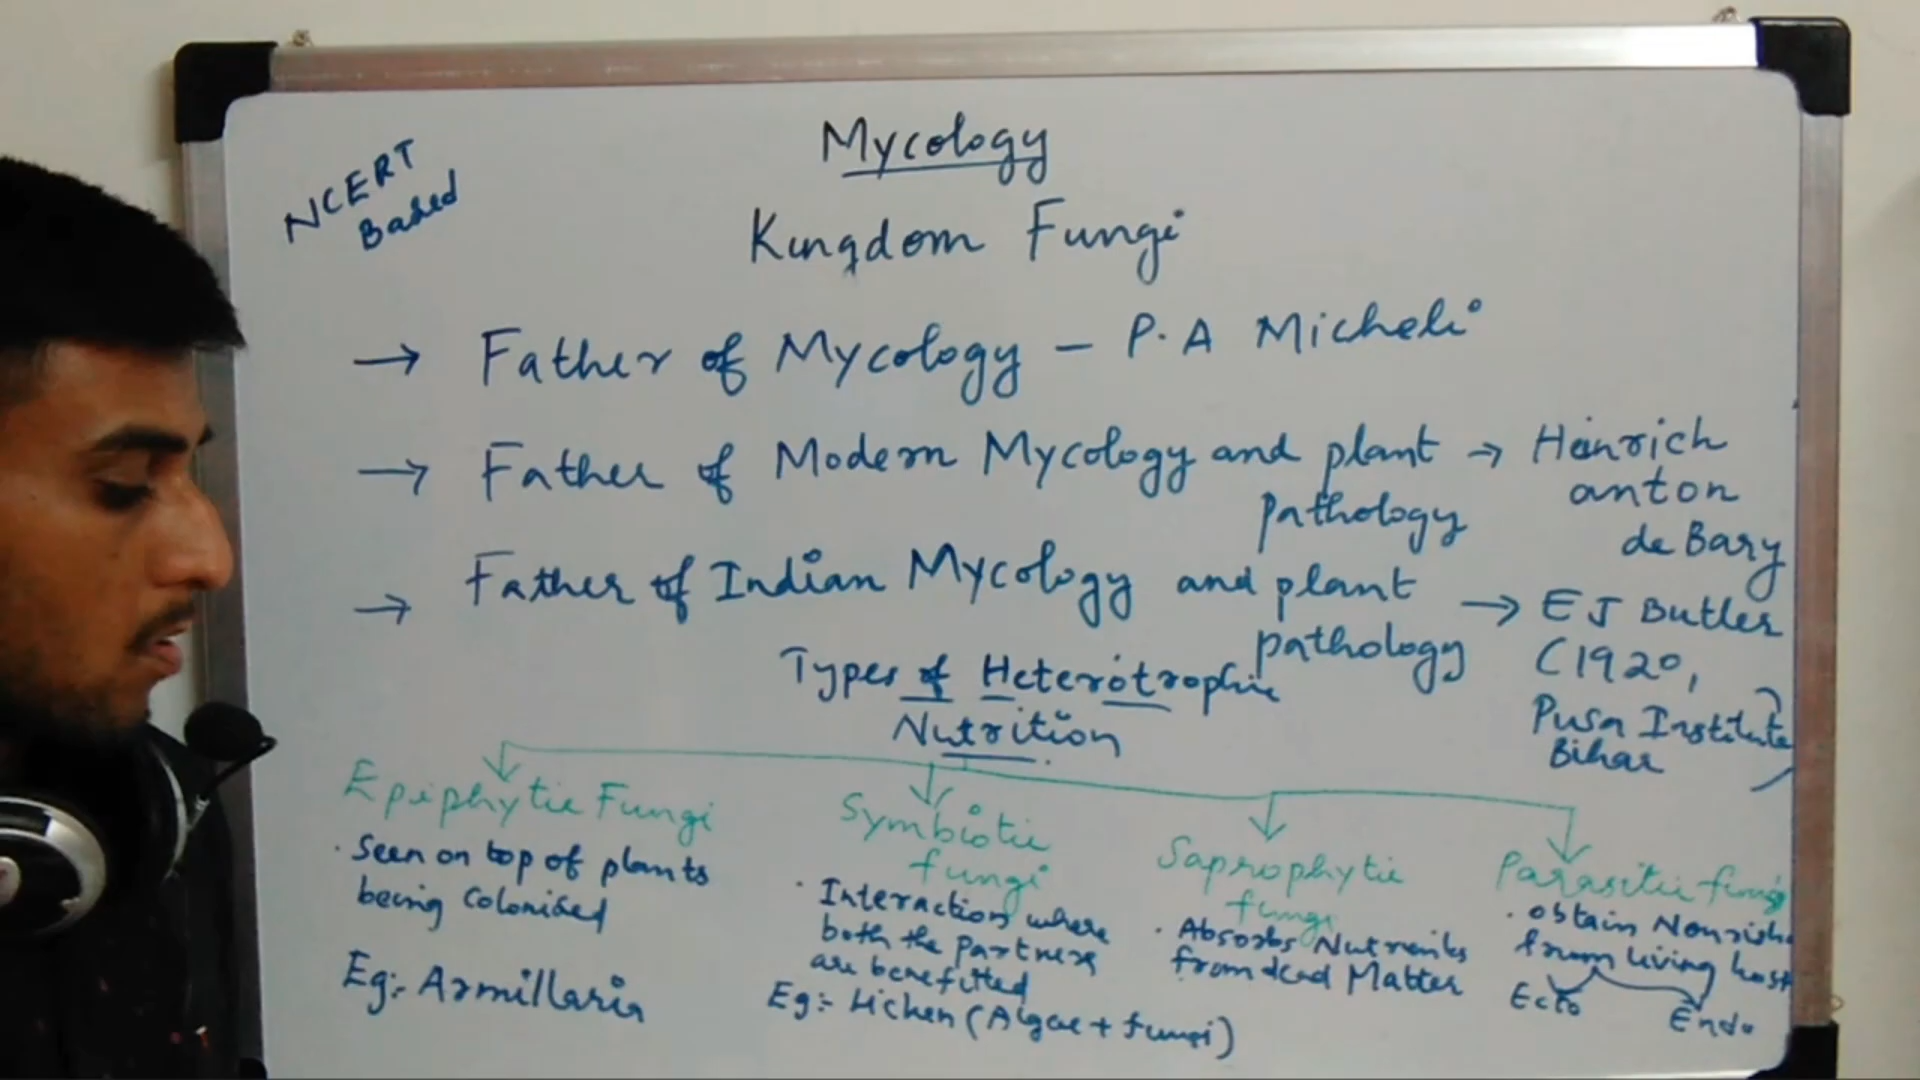 NCERT
Based
Mycology
Kingdom Fungi
→ Father of Mycology - P.A Micheli
→ Father of Modern Mycology and plant → Heinrich
pathology
anton
de Bary
→ Father of Indian Mycology and plant → EJ Butler
pathology
(1920,
Pusa Institute
Bihar)
Types of Heterotrophic
Nutrition
Epiphytic Fungi
· Seen on top of plants
being Colonised
Eg:- Armillaria
Symbiotic
fungi
· Interaction where
both the partners
are benefitted
Eg:- Lichen (Algae + fungi)
Saprophytic
fungi
· Absorbs Nutrients
from dead Matter
Parasitic fungi
· obtain Nourish
from living host
Ecto
Endo